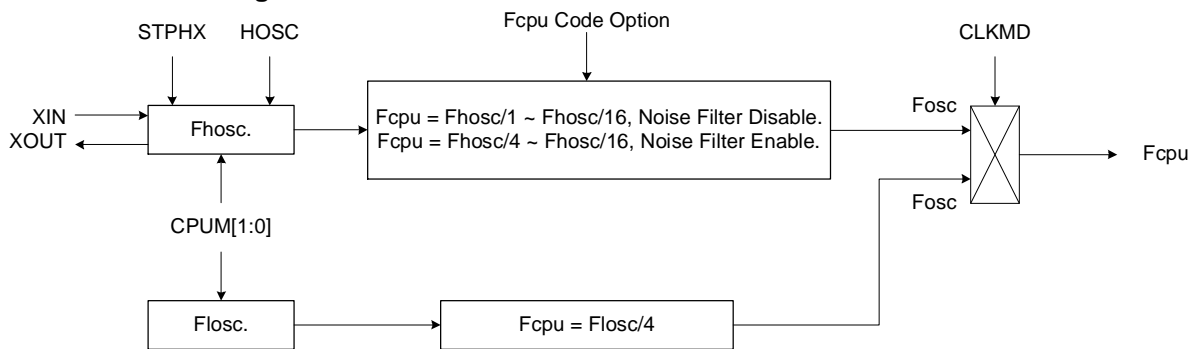 Fcpu Code Option
STPHX HOSC
CLKMD
XIN
XOUT
Fhosc.
Fcpu = Fhosc/1 ~ Fhosc/16, Noise Filter Disable.
Fcpu = Fhosc/4 ~ Fhosc/16, Noise Filter Enable.
Fosc
Fosc
Fcpu
CPUM[1:0]
Flosc.
Fcpu = Flosc/4